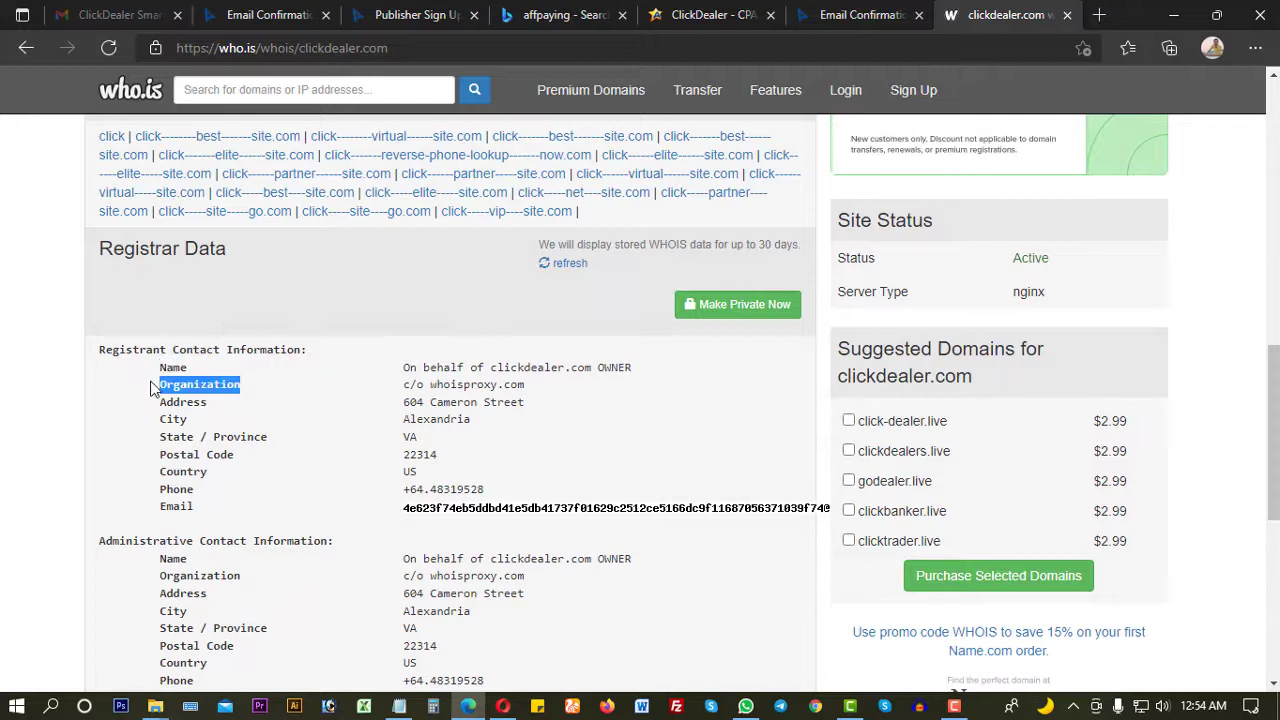 ClickDealer Smar
Email Confirmatic
Publisher Sign Up
affpaying - Searc
ClickDealer - CPA
Email Confirmatic
clickdealer.com w
https://who.is/whois/clickdealer.com
who.is
Search for domains or IP addresses...
Premium Domains
Transfer
Features
Login
Sign Up
click | click--------best-------site.com | click--------virtual------site.com | click-------best------site.com | click-------best-----
site.com | click-------elite------site.com | click-------reverse-phone-lookup-------now.com | click------elite------site.com | click--
----elite----site.com | click------partner-----site.com | click------partner----site.com | click-----virtual------site.com | click-----
virtual-----site.com | click-----best----site.com | click-----elite----site.com | click-----net----site.com | click-----partner----
site.com | click-----site-----go.com | click-----site----go.com | click-----vip----site.com |
New customers only. Discount not applicable to domain
transfers, renewals, or premium registrations.
Registrar Data
We will display stored WHOIS data for up to 30 days.
refresh
Make Private Now
Registrant Contact Information:
Name On behalf of clickdealer.com OWNER
Organization c/o whoisproxy.com
Address 604 Cameron Street
City Alexandria
State / Province VA
Postal Code 22314
Country US
Phone +64.48319528
Email 4e623f74eb5ddbd41e5db41737f01629c2512ce5166dc9f11687056371039f74@
Administrative Contact Information:
Name On behalf of clickdealer.com OWNER
Organization c/o whoisproxy.com
Address 604 Cameron Street
City Alexandria
State / Province VA
Postal Code 22314
Country US
Phone +64.48319528
Site Status
Status Active
Server Type nginx
Suggested Domains for
clickdealer.com
click-dealer.live $2.99
clickdealers.live $2.99
godealer.live $2.99
clickbanker.live $2.99
clicktrader.live $2.99
Purchase Selected Domains
Use promo code WHOIS to save 15% on your first
Name.com order.
Find the perfect domain at
12:54 AM